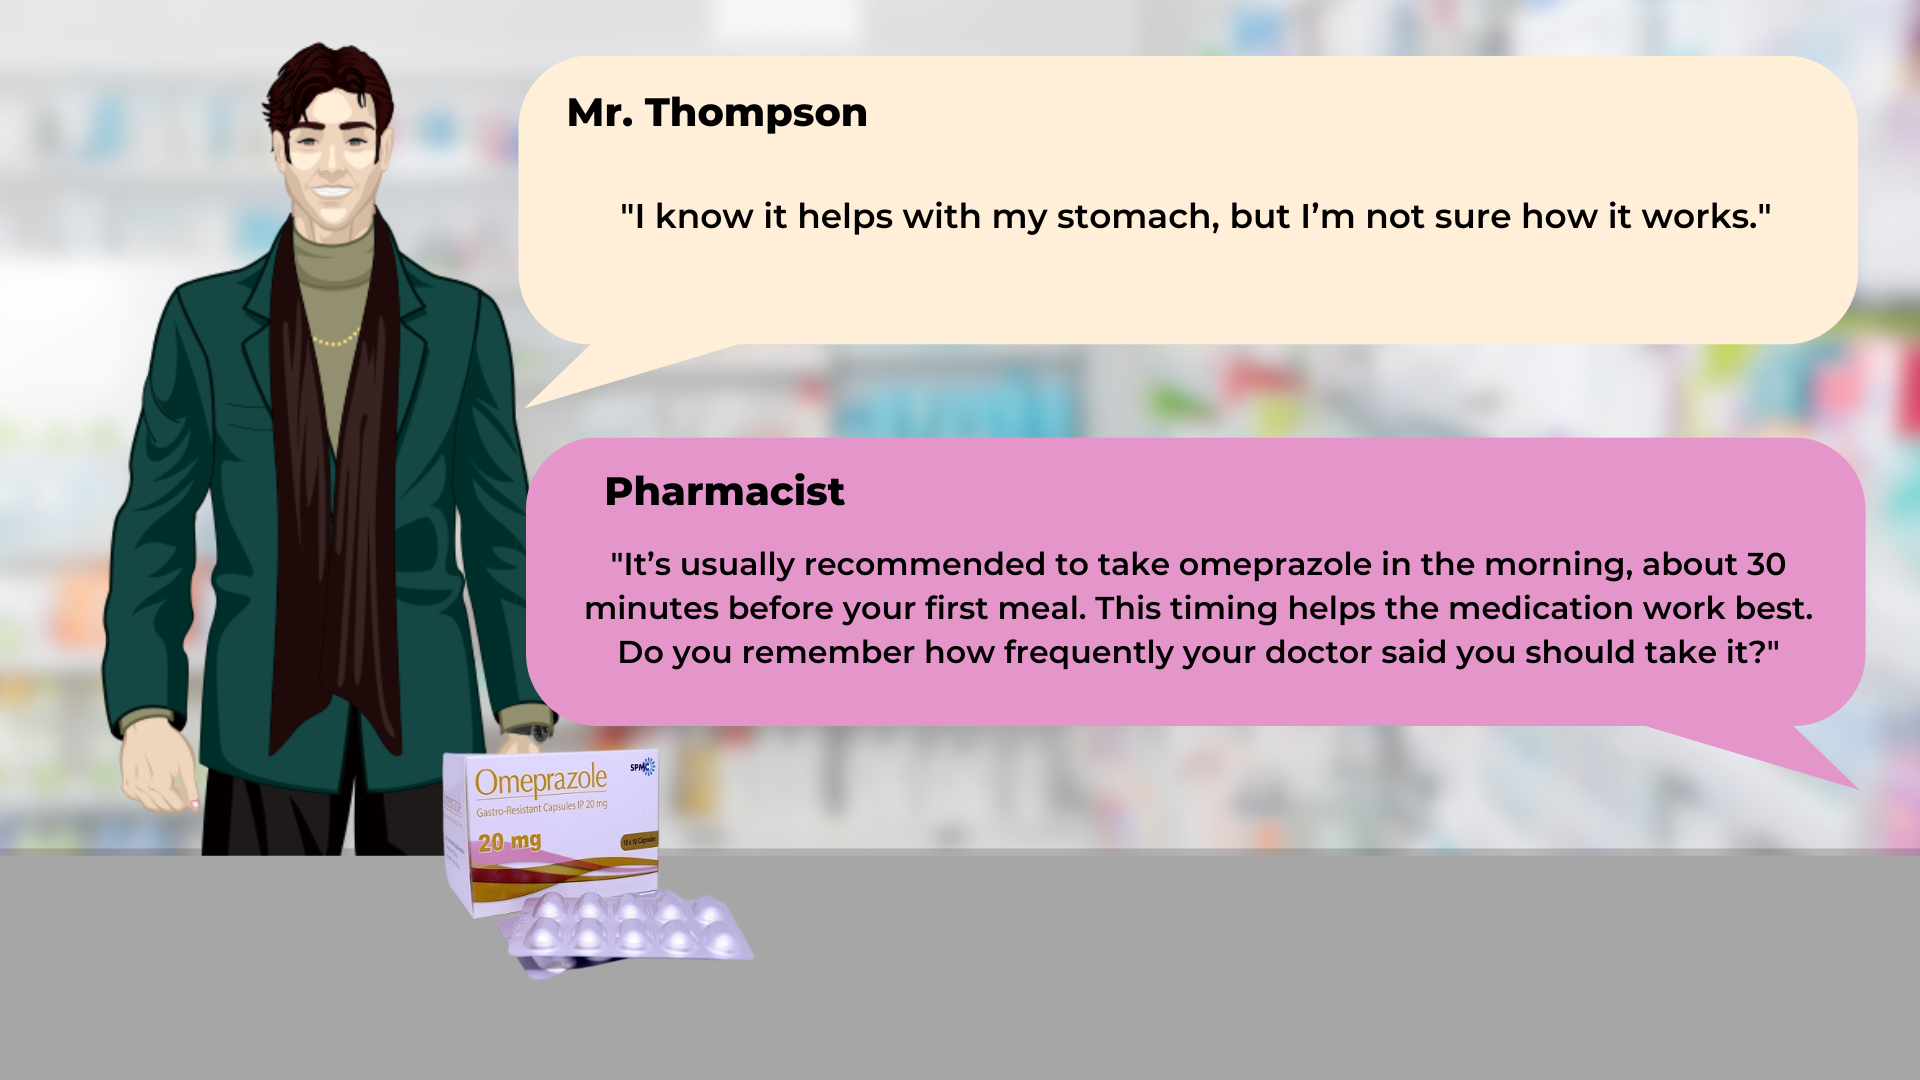 Mr. Thompson
"I know it helps with my stomach, but I’m not sure how it works."
Pharmacist
"It’s usually recommended to take omeprazole in the morning, about 30
minutes before your first meal. This timing helps the medication work best.
Do you remember how frequently your doctor said you should take it?"
Omeprazole
SPMC
Gastro-Resistant Capsules IP 20 mg
20 mg
10 x 10 Capsules